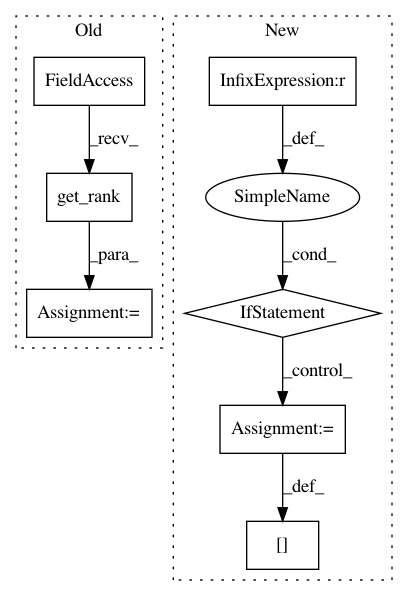 Old
New
FieldAccess
InfixExpression:r
_recv_
_def_
get_rank
SimpleName
_para_
_cond_
Assignment:=
IfStatement
_control_
Assignment:=
_def_
[]